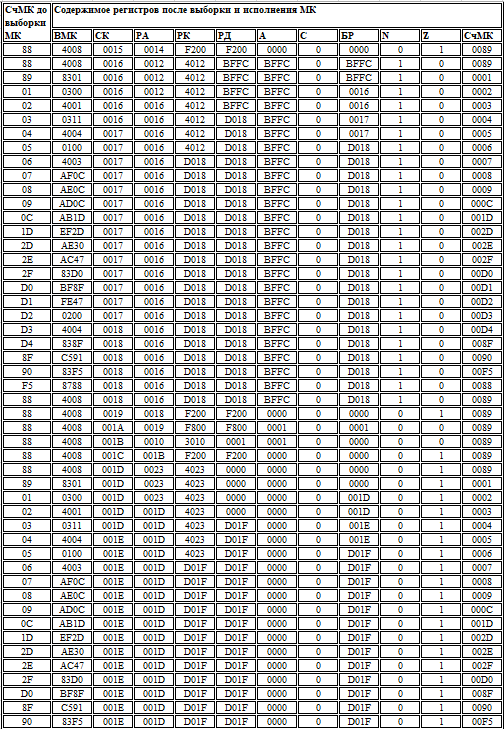 СчМК до выборки МК Содержимое регистров после выборки и исполнения МК
ВМК СК РА РК РД А С БР N Z СчМК
88 4008 0015 0014 F200 F200 0000 0 0000 0 1 0089
88 4008 0016 0012 4012 BFFC BFFC 0 BFFC 1 0 0089
89 8301 0016 0012 4012 BFFC BFFC 0 BFFC 1 0 0001
01 0300 0016 0012 4012 BFFC BFFC 0 0016 1 0 0002
02 4001 0016 0016 4012 BFFC BFFC 0 0016 1 0 0003
03 0311 0016 0016 4012 D018 BFFC 0 0017 1 0 0004
04 4004 0017 0016 4012 D018 BFFC 0 0017 1 0 0005
05 0100 0017 0016 4012 D018 BFFC 0 D018 1 0 0006
06 4003 0017 0016 D018 D018 BFFC 0 D018 1 0 0007
07 AF0C 0017 0016 D018 D018 BFFC 0 D018 1 0 0008
08 AE0C 0017 0016 D018 D018 BFFC 0 D018 1 0 0009
09 AD0C 0017 0016 D018 D018 BFFC 0 D018 1 0 000C
0C AB1D 0017 0016 D018 D018 BFFC 0 D018 1 0 001D
1D EF2D 0017 0016 D018 D018 BFFC 0 D018 1 0 002D
2D AE30 0017 0016 D018 D018 BFFC 0 D018 1 0 002E
2E AC47 0017 0016 D018 D018 BFFC 0 D018 1 0 002F
2F 83D0 0017 0016 D018 D018 BFFC 0 D018 1 0 00D0
D0 BF8F 0017 0016 D018 D018 BFFC 0 D018 1 0 00D1
D1 FE47 0017 0016 D018 D018 BFFC 0 D018 1 0 00D2
D2 0200 0017 0016 D018 D018 BFFC 0 D018 1 0 00D3
D3 4004 0018 0016 D018 D018 BFFC 0 D018 1 0 00D4
D4 838F 0018 0016 D018 D018 BFFC 0 D018 1 0 008F
8F C591 0018 0016 D018 D018 BFFC 0 D018 1 0 0090
90 83F5 0018 0016 D018 D018 BFFC 0 D018 1 0 00F5
F5 8788 0018 0016 D018 D018 BFFC 0 D018 1 0 0088
88 4008 0018 0016 D018 D018 BFFC 0 D018 1 0 0089
88 4008 0019 0018 F200 F200 0000 0 0000 0 1 0089
88 4008 001A 0019 F800 F800 0001 0 0001 0 0 0089
88 4008 001B 0010 3010 0001 0001 0 0000 0 0 0089
88 4008 001C 001B F200 F200 0000 0 0000 0 1 0089
88 4008 001D 0023 4023 0000 0000 0 0000 0 1 0089
89 8301 001D 0023 4023 0000 0000 0 0000 0 1 0001
01 0300 001D 0023 4023 0000 0000 0 001D 0 1 0002
02 4001 001D 001D 4023 0000 0000 0 001D 0 1 0003
03 0311 001D 001D 4023 D01F 0000 0 001E 0 1 0004
04 4004 001E 001D 4023 D01F 0000 0 001E 0 1 0005
05 0100 001E 001D 4023 D01F 0000 0 D01F 0 1 0006
06 4003 001E 001D D01F D01F 0000 0 D01F 0 1 0007
07 AF0C 001E 001D D01F D01F 0000 0 D01F 0 1 0008
08 AE0C 001E 001D D01F D01F 0000 0 D01F 0 1 0009
09 AD0C 001E 001D D01F D01F 0000 0 D01F 0 1 000C
0C AB1D 001E 001D D01F D01F 0000 0 D01F 0 1 001D
1D EF2D 001E 001D D01F D01F 0000 0 D01F 0 1 002D
2D AE30 001E 001D D01F D01F 0000 0 D01F 0 1 002E
2E AC47 001E 001D D01F D01F 0000 0 D01F 0 1 002F
2F 83D0 001E 001D D01F D01F 0000 0 D01F 0 1 00D0
D0 BF8F 001E 001D D01F D01F 0000 0 D01F 0 1 008F
8F C591 001E 001D D01F D01F 0000 0 D01F 0 1 0090
90 83F5 001E 001D D01F D01F 0000 0 D01F 0 1 00F5